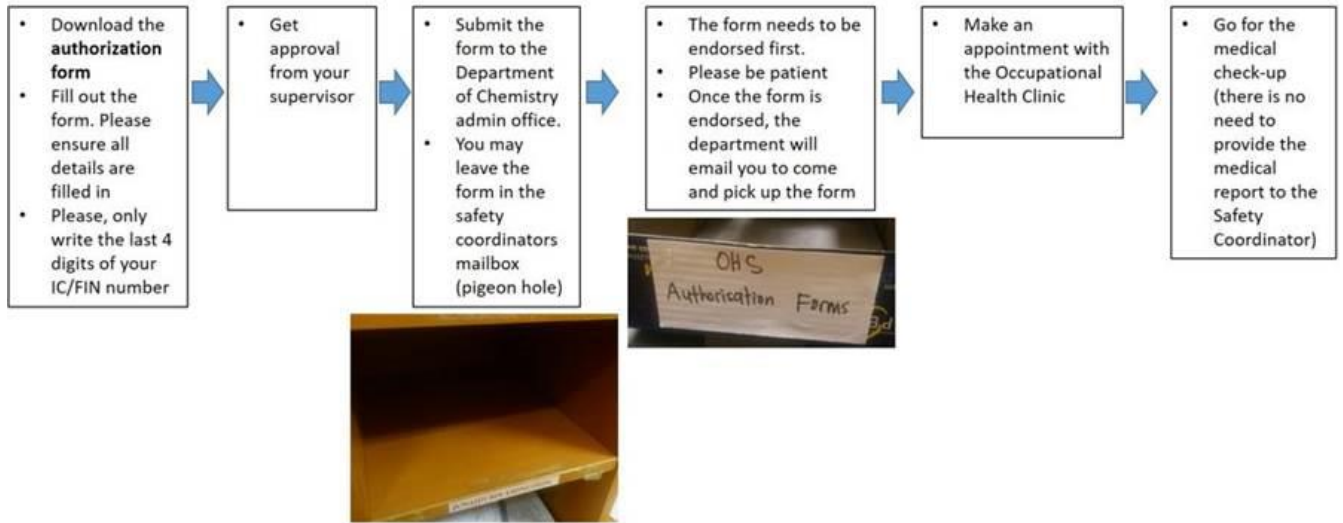 • Download the
authorization
form
• Fill out the
form. Please
ensure all
details are
filled in
• Please, only
write the last 4
digits of your
IC/FIN number
• Get
approval
from your
supervisor
• Submit the
form to the
Department
of Chemistry
admin office.
• You may
leave the
form in the
safety
coordinators
mailbox
(pigeon hole)
• The form needs to be
endorsed first.
• Please be patient
• Once the form is
endorsed, the
department will
email you to come
and pick up the form
• Make an
appointment with
the Occupational
Health Clinic
• Go for the
medical
check-up
(there is no
need to
provide the
medical
report to the
Safety
Coordinator)
OHS
Authorisation Forms